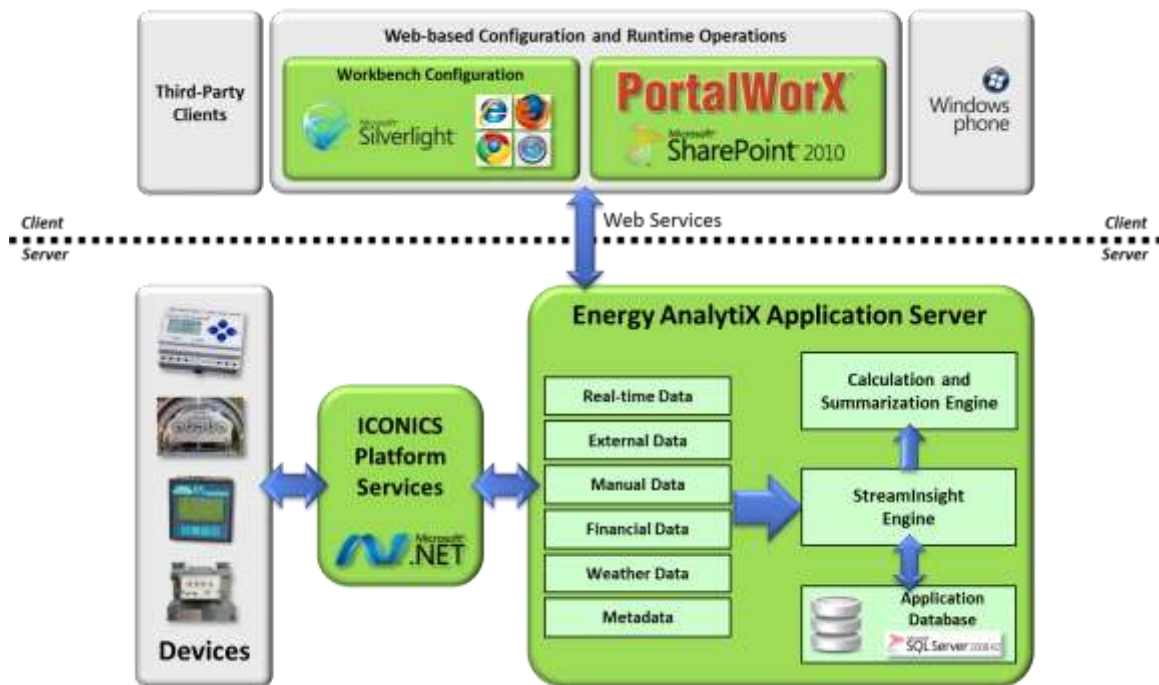 Web-based Configuration and Runtime Operations
Third-Party
Clients
Workbench Configuration
Microsoft
Silverlight
PortalWorX
Microsoft
SharePoint 2010
Windows
phone
Client
Web Services
Client
Server
Server
Energy AnalytiX Application Server
Real-time Data
External Data
Manual Data
Financial Data
Weather Data
Metadata
Calculation and
Summarization Engine
StreamInsight
Engine
Application
Database
SQL Server 2008 R2
ICONICS
Platform
Services
Microsoft
.NET
Devices